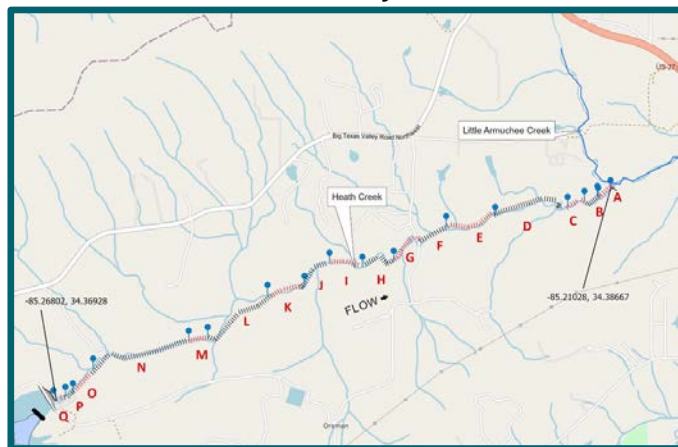 US-27
Little Armuchee Creek
Big Texas Valley Road Northwest
Heath Creek
A
B
C
D
E
F
G
H
I
J
K
L
M
N
O
P
Q
FLOW
-85.26802, 34.36928
-85.21028, 34.38667
Orsman